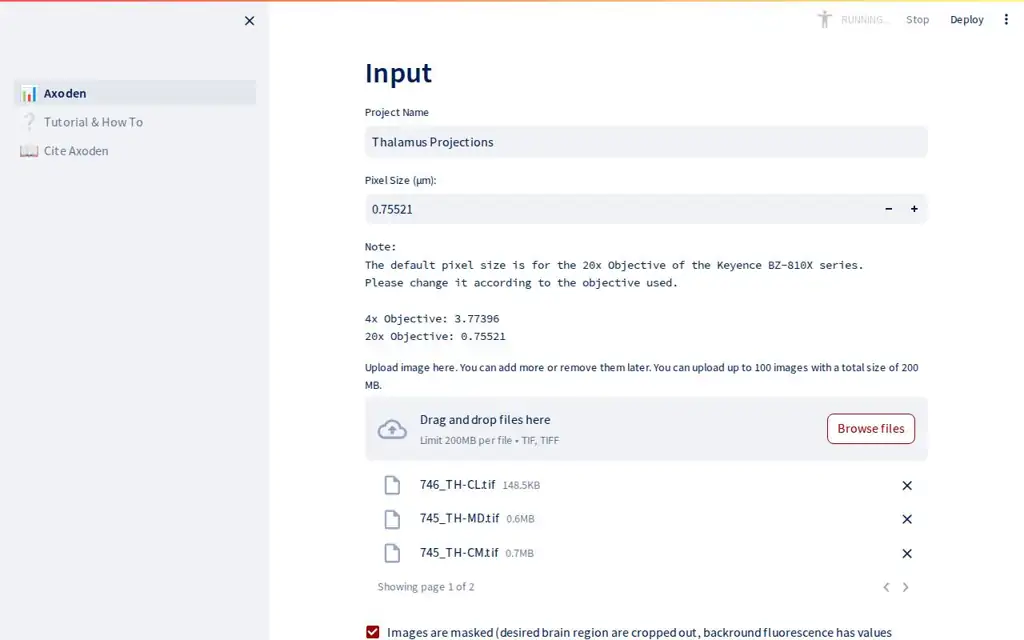 RUNNING...
Stop
Deploy
Axoden
Tutorial & How To
Cite Axoden
Input
Project Name
Thalamus Projections
Pixel Size (μm):
0.75521
Note:
The default pixel size is for the 20x Objective of the Keyence BZ-810X series.
Please change it according to the objective used.
4x Objective: 3.77396
20x Objective: 0.75521
Upload image here. You can add more or remove them later. You can upload up to 100 images with a total size of 200
MB.
Drag and drop files here
Limit 200MB per file • TIF, TIFF
Browse files
746_TH-CL.tif 148.5KB
745_TH-MD.tif 0.6MB
745_TH-CM.tif 0.7MB
Showing page 1 of 2
Images are masked (desired brain region are cropped out, backround fluorescence has values